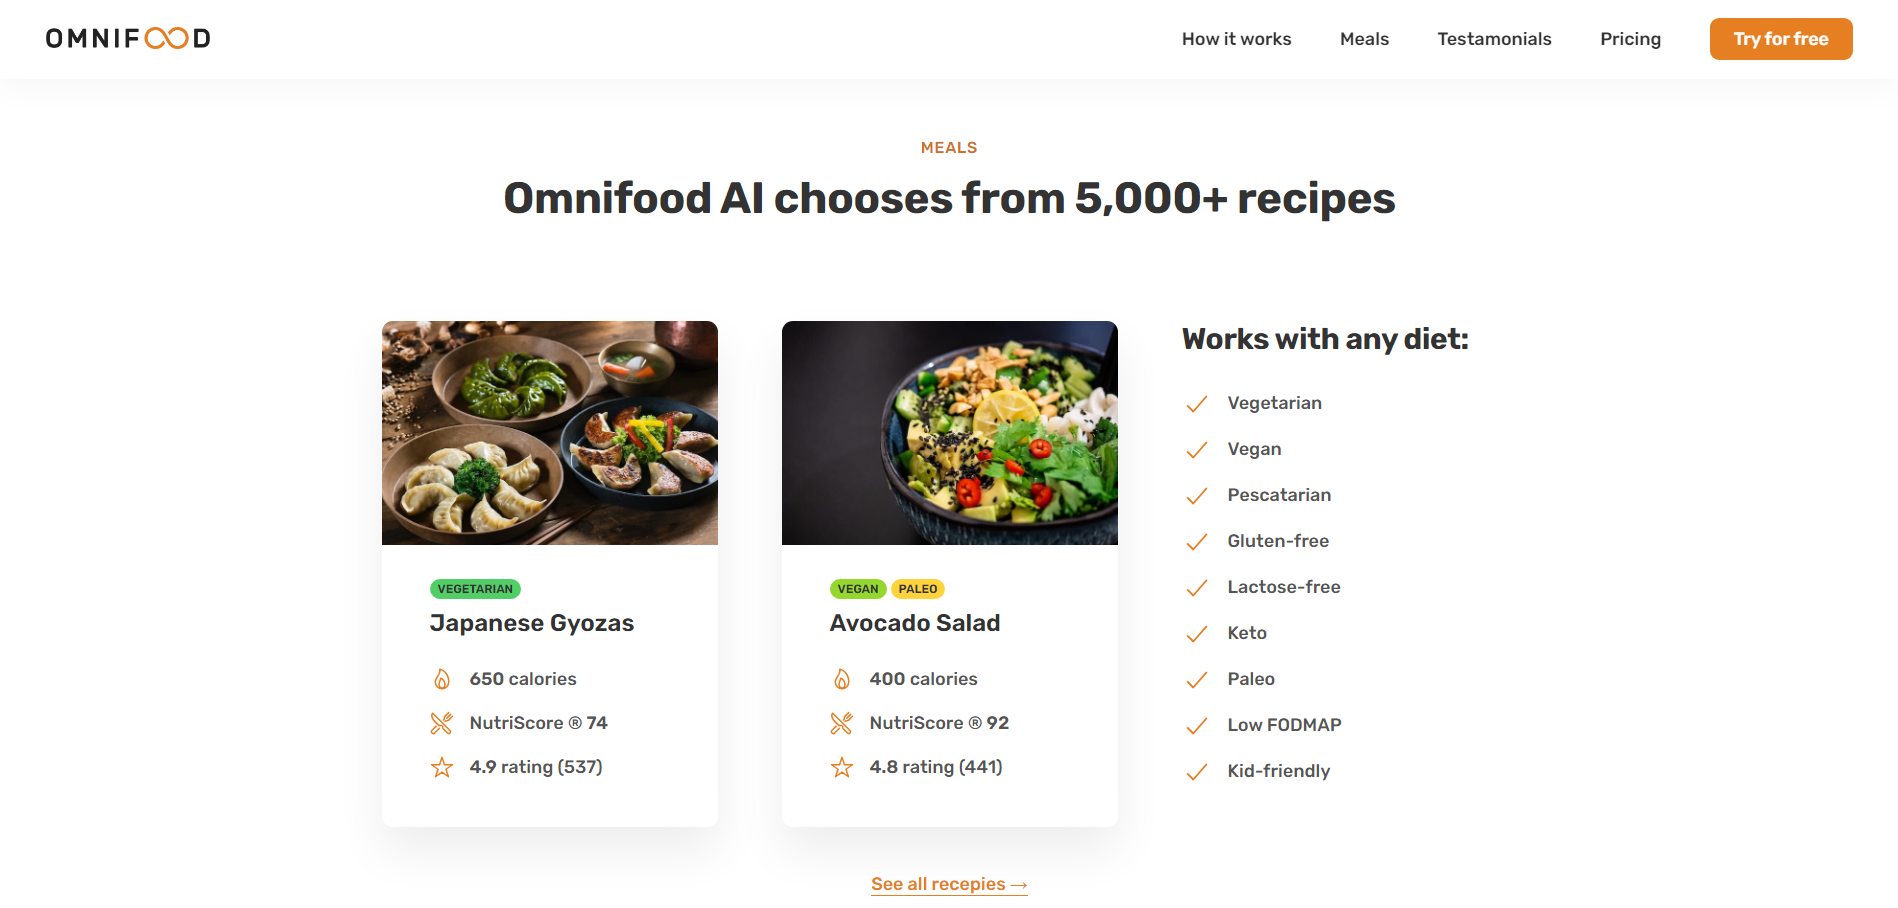 OMNIFOOD
How it works
Meals
Testamonials
Pricing
Try for free
MEALS
Omnifood AI chooses from 5,000+ recipes
VEGETARIAN
Japanese Gyozas
650 calories
NutriScore ® 74
4.9 rating (537)
VEGAN
PALEO
Avocado Salad
400 calories
NutriScore ® 92
4.8 rating (441)
Works with any diet:
Vegetarian
Vegan
Pescatarian
Gluten-free
Lactose-free
Keto
Paleo
Low FODMAP
Kid-friendly
See all recepies →